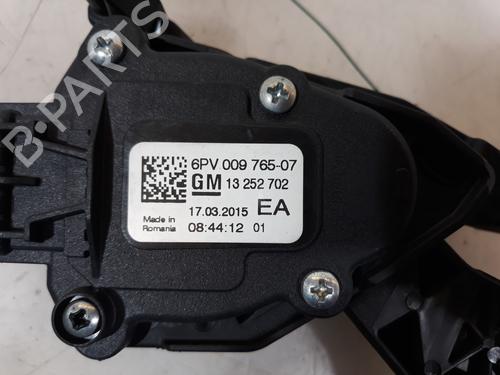 B-PARTS
6PV 009 765-07
GM 13 252 702
17.03.2015 EA
Made in
Romania
08:44:12 01